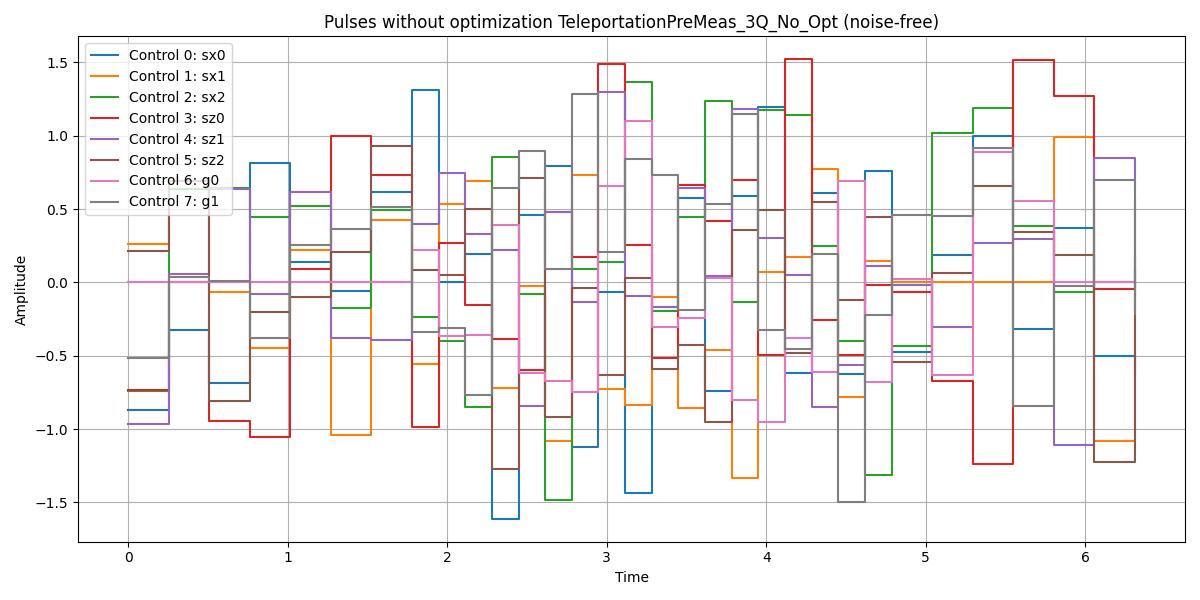 Pulses without optimization TeleportationPreMeas_3Q_No_Opt (noise-free)
Control 0: sx0
Control 1: sx1
Control 2: sx2
Control 3: sz0
Control 4: sz1
Control 5: sz2
Control 6: g0
Control 7: g1
Amplitude
1.5
1.0
0.5
0.0
−0.5
−1.0
−1.5
0 1 2 3 4 5 6
Time